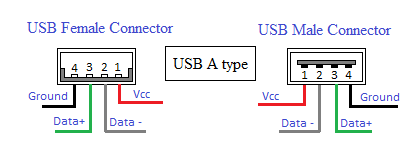 USB Female Connector
USB Male Connector
USB A type
4 3 2 1
1 2 3 4
Ground
Vcc
Vcc
Ground
Data+
Data -
Data -
Data+